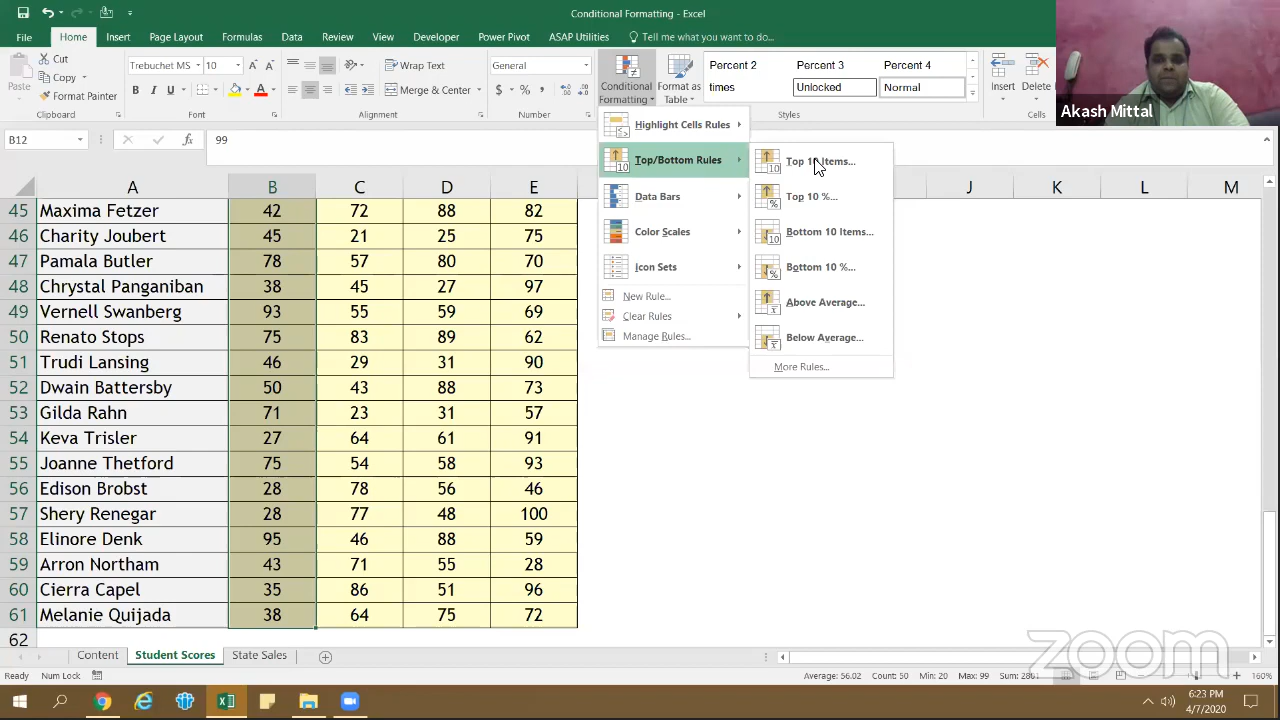 Conditional Formatting - Excel
File Home Insert Page Layout Formulas Data Review View Developer Power Pivot ASAP Utilities Tell me what you want to do...
Paste
Cut
Copy
Format Painter
Clipboard
Trebuchet MS 10
B I U
Font
Wrap Text
Merge & Center
Alignment
General
$ % ,
Number
Conditional Formatting
Format as Table
Percent 2 Percent 3 Percent 4
times Unlocked Normal
Styles
Insert Delete
Cells
Akash Mittal
B12 fx 99
Highlight Cells Rules
Top/Bottom Rules
Data Bars
Color Scales
Icon Sets
New Rule...
Clear Rules
Manage Rules...
Top 10 Items...
Top 10 %...
Bottom 10 Items...
Bottom 10 %...
Above Average...
Below Average...
More Rules...
A B C D E J K L M
45 Maxima Fetzer 42 72 88 82
46 Charity Joubert 45 21 25 75
47 Pamala Butler 78 57 80 70
48 Chrystal Panganiban 38 45 27 97
49 Vernell Swanberg 93 55 59 69
50 Renato Stops 75 83 89 62
51 Trudi Lansing 46 29 31 90
52 Dwain Battersby 50 43 88 73
53 Gilda Rahn 71 23 31 57
54 Keva Trisler 27 64 61 91
55 Joanne Thetford 75 54 58 93
56 Edison Brobst 28 78 56 46
57 Shery Renegar 28 77 48 100
58 Elinore Denk 95 46 88 59
59 Arron Northam 43 71 55 28
60 Cierra Capel 35 86 51 96
61 Melanie Quijada 38 64 75 72
62
Content Student Scores State Sales
zoom
Num Lock Average: 56.02 Count: 50 Min: 20 Max: 99 Sum: 2801 160%
6:23 PM
4/7/2020